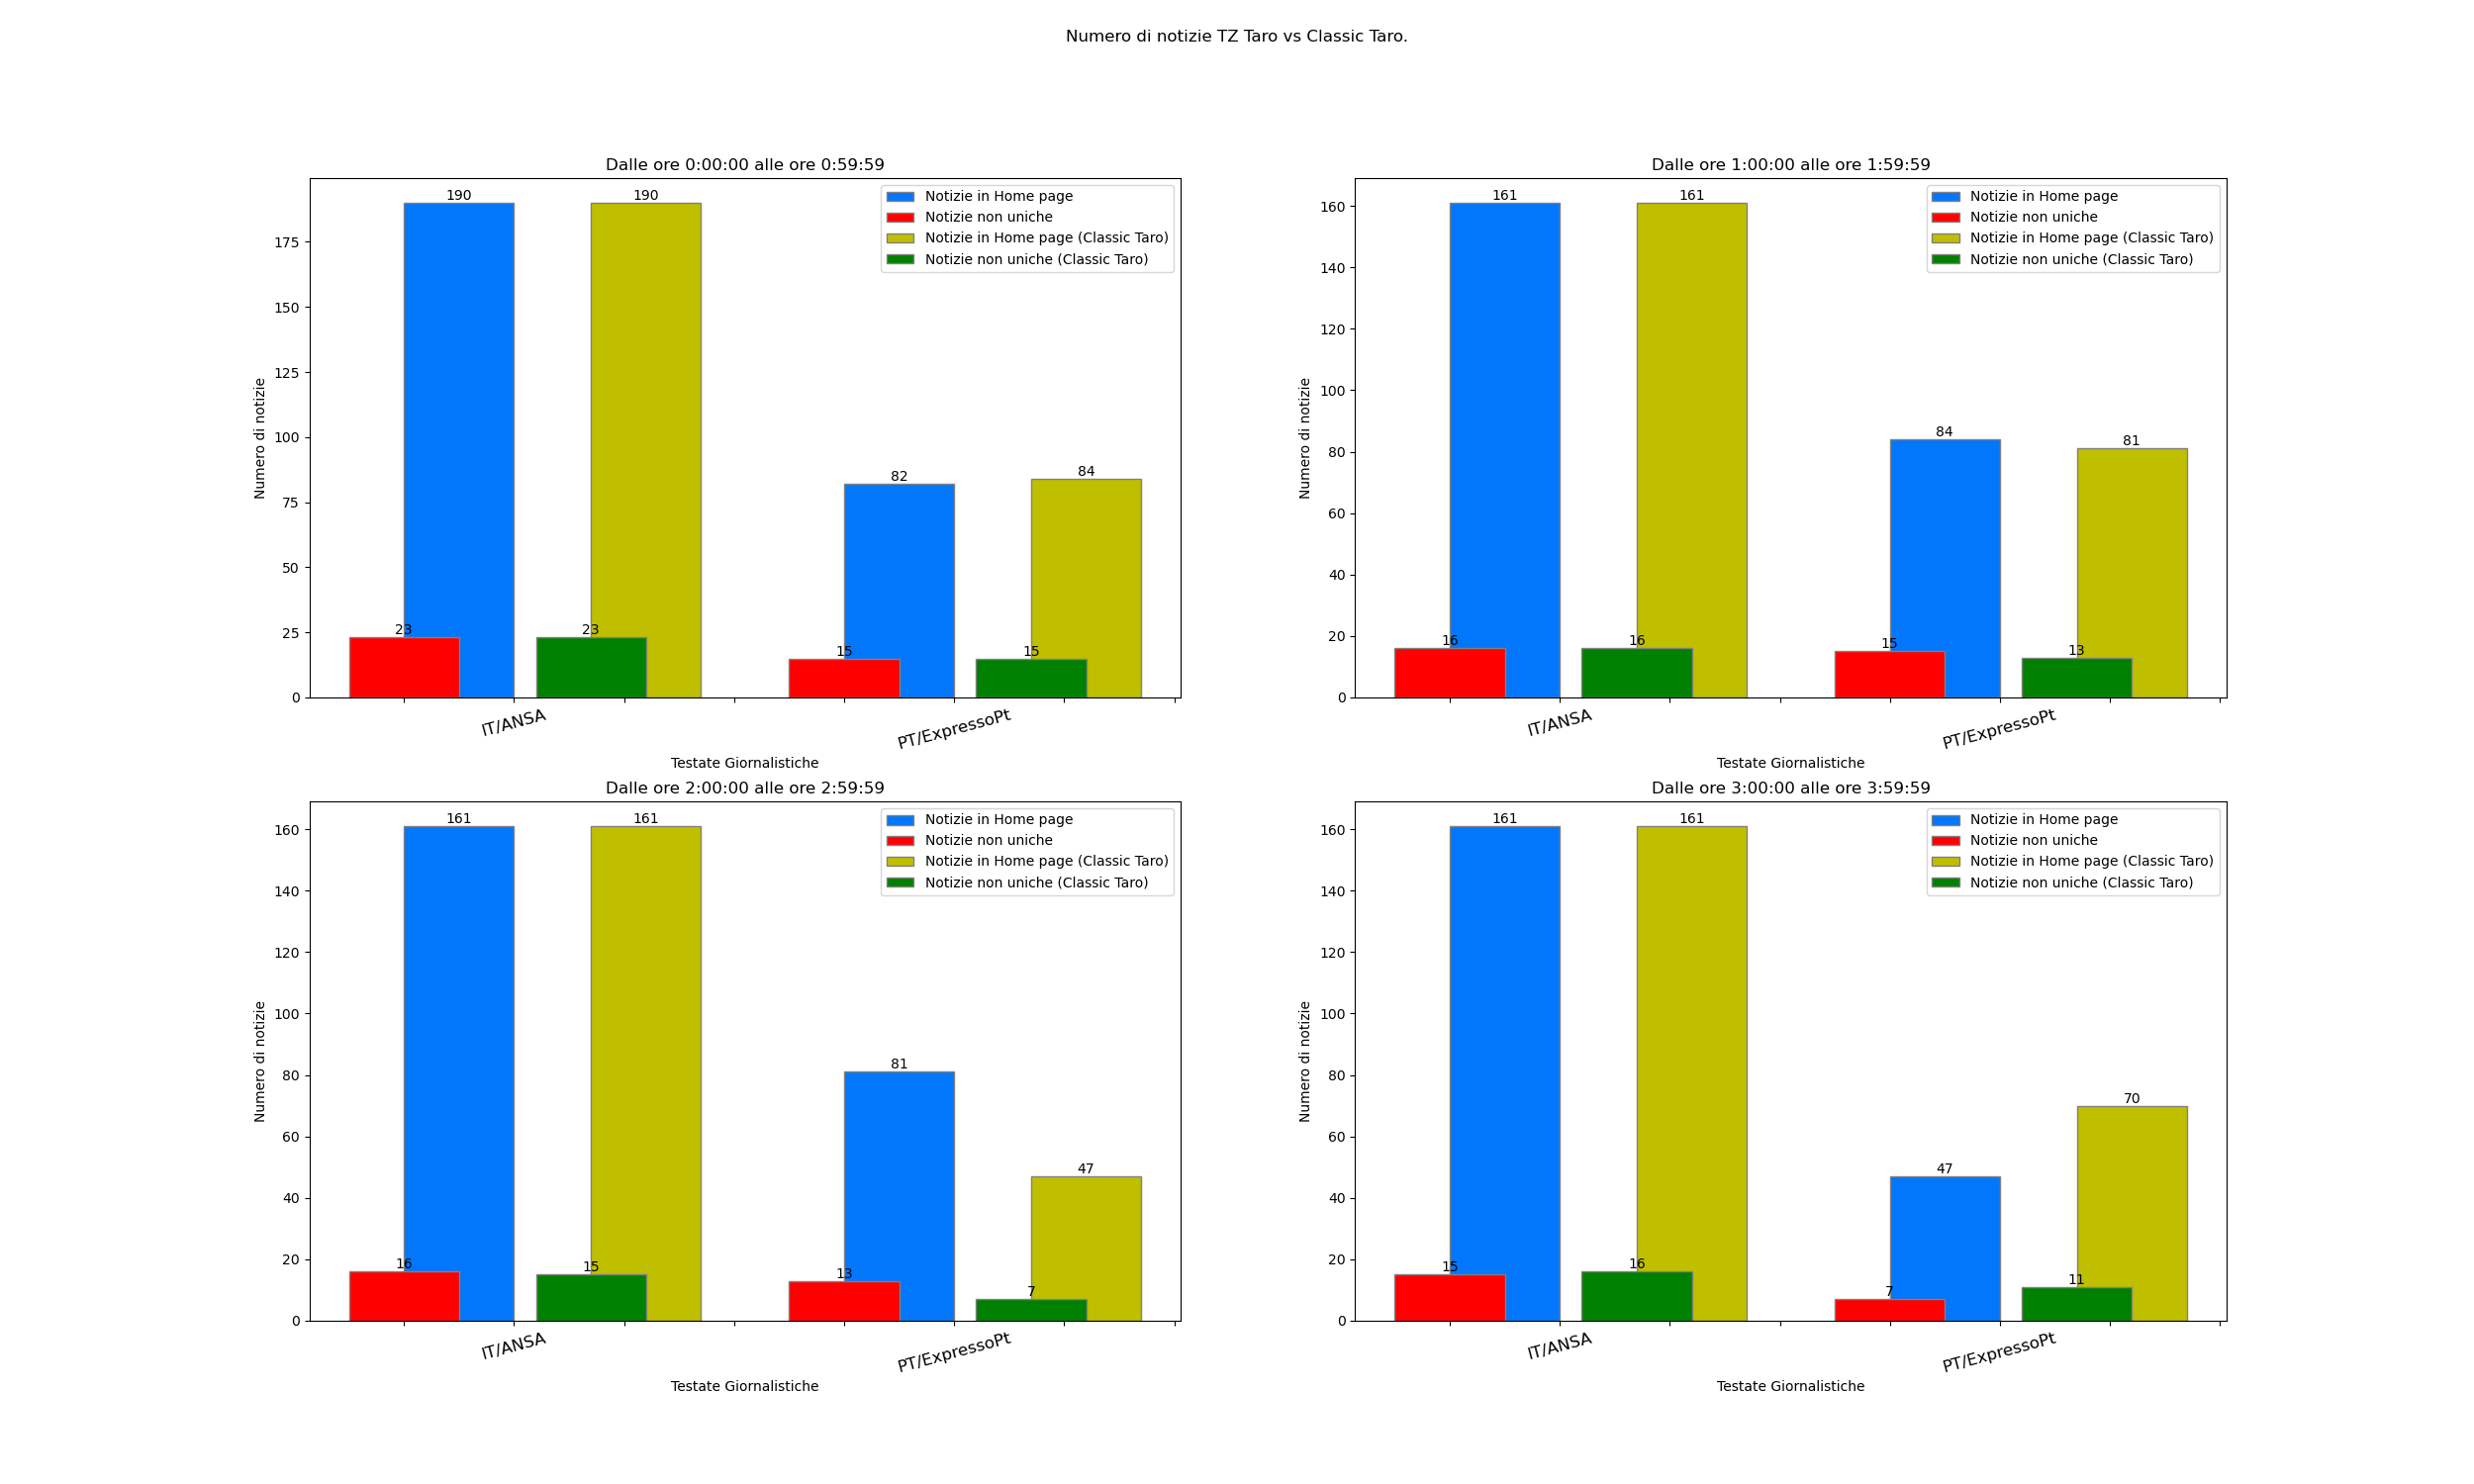 Numero di notizie TZ Taro vs Classic Taro.
Dalle ore 0:00:00 alle ore 0:59:59
Numero di notizie
175
150
125
100
75
50
25
0
190
190
23
23
82
84
15
15
Notizie in Home page
Notizie non uniche
Notizie in Home page (Classic Taro)
Notizie non uniche (Classic Taro)
IT/ANSA
PT/ExpressoPt
Testate Giornalistiche
Dalle ore 1:00:00 alle ore 1:59:59
Numero di notizie
160
140
120
100
80
60
40
20
0
161
161
16
16
84
81
15
13
Notizie in Home page
Notizie non uniche
Notizie in Home page (Classic Taro)
Notizie non uniche (Classic Taro)
IT/ANSA
PT/ExpressoPt
Testate Giornalistiche
Dalle ore 2:00:00 alle ore 2:59:59
Numero di notizie
160
140
120
100
80
60
40
20
0
161
161
16
15
81
47
13
7
Notizie in Home page
Notizie non uniche
Notizie in Home page (Classic Taro)
Notizie non uniche (Classic Taro)
IT/ANSA
PT/ExpressoPt
Testate Giornalistiche
Dalle ore 3:00:00 alle ore 3:59:59
Numero di notizie
160
140
120
100
80
60
40
20
0
161
161
15
16
47
70
7
11
Notizie in Home page
Notizie non uniche
Notizie in Home page (Classic Taro)
Notizie non uniche (Classic Taro)
IT/ANSA
PT/ExpressoPt
Testate Giornalistiche